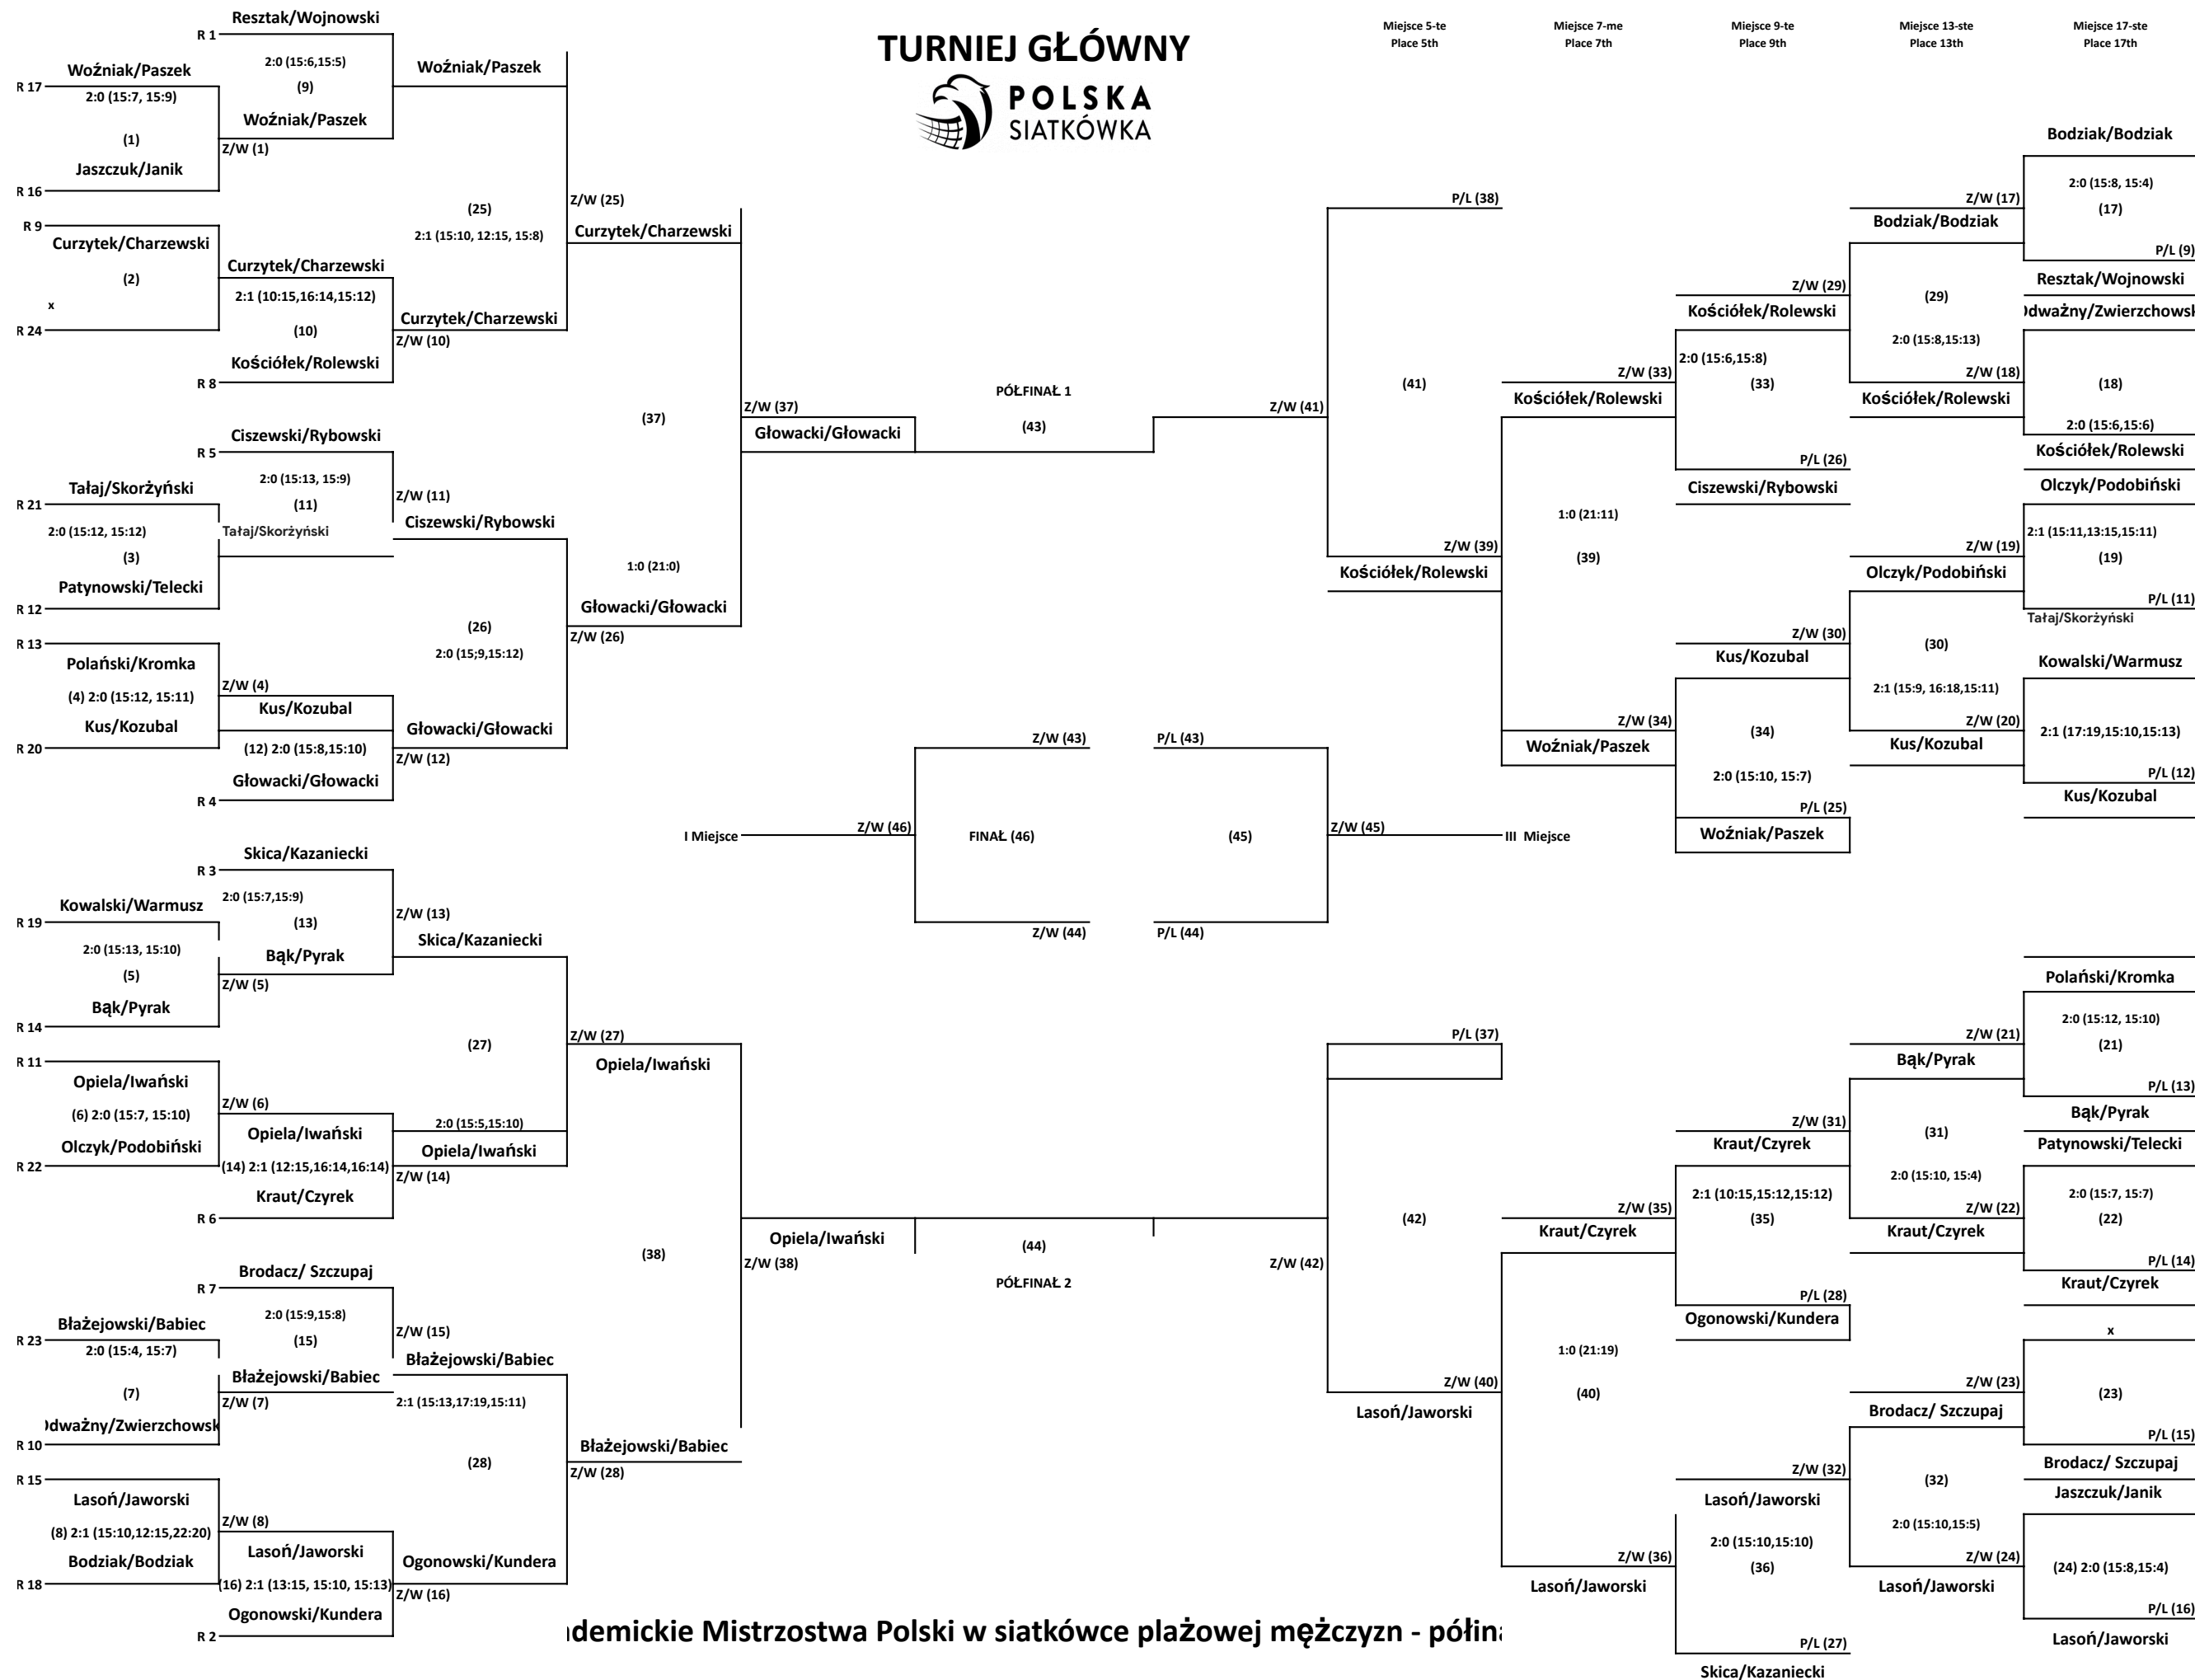 TURNIEJ GŁÓWNY
POLSKA
SIATKÓWKA
Resztak/Wojnowski
R 1
2:0 (15:6,15:5)
(9)
Woźniak/Paszek
Woźniak/Paszek
R 17
2:0 (15:7, 15:9)
(1)
Woźniak/Paszek
Z/W (1)
Jaszczuk/Janik
R 16
R 9
Curzytek/Charzewski
(2)
x
R 24
Curzytek/Charzewski
2:1 (10:15,16:14,15:12)
(10)
Kościółek/Rolewski
R 8
Curzytek/Charzewski
Z/W (10)
(25)
2:1 (15:10, 12:15, 15:8)
Z/W (25)
Curzytek/Charzewski
Ciszewski/Rybowski
R 5
2:0 (15:13, 15:9)
(11)
Tałaj/Skorżyński
R 21
2:0 (15:12, 15:12)
(3)
Tałaj/Skorżyński
Patynowski/Telecki
R 12
Z/W (11)
Ciszewski/Rybowski
R 13
Polański/Kromka
(4) 2:0 (15:12, 15:11)
Kus/Kozubal
R 20
Z/W (4)
Kus/Kozubal
(12) 2:0 (15:8,15:10)
Głowacki/Głowacki
R 4
(26)
2:0 (15;9,15:12)
Głowacki/Głowacki
Z/W (12)
(37)
1:0 (21:0)
Głowacki/Głowacki
Z/W (26)
Z/W (37)
Głowacki/Głowacki
PÓŁFINAŁ 1
(43)
Z/W (41)
Skica/Kazaniecki
R 3
2:0 (15:7,15:9)
(13)
Kowalski/Warmusz
R 19
2:0 (15:13, 15:10)
(5)
Bąk/Pyrak
Z/W (5)
Bąk/Pyrak
R 14
Z/W (13)
Skica/Kazaniecki
R 11
Opiela/Iwański
(6) 2:0 (15:7, 15:10)
Olczyk/Podobiński
R 22
Z/W (6)
Opiela/Iwański
(14) 2:1 (12:15,16:14,16:14)
Kraut/Czyrek
R 6
(27)
2:0 (15:5,15:10)
Opiela/Iwański
Z/W (14)
Z/W (27)
Opiela/Iwański
Brodacz/ Szczupaj
R 7
2:0 (15:9,15:8)
(15)
Błażejowski/Babiec
R 23
2:0 (15:4, 15:7)
(7)
Błażejowski/Babiec
Z/W (7)
R 10
Z/W (15)
Błażejowski/Babiec
2:1 (15:13,17:19,15:11)
(28)
R 15
Lasoń/Jaworski
(8) 2:1 (15:10,12:15,22:20)
Bodziak/Bodziak
R 18
Z/W (8)
Lasoń/Jaworski
(16) 2:1 (13:15, 15:10, 15:13)
Ogonowski/Kundera
R 2
Ogonowski/Kundera
Z/W (16)
(38)
Błażejowski/Babiec
Z/W (28)
Opiela/Iwański
Z/W (38)
(44)
PÓŁFINAŁ 2
Z/W (42)
Z/W (43)
P/L (43)
I Miejsce
Z/W (46)
FINAŁ (46)
(45)
Z/W (45)
III Miejsce
Z/W (44)
P/L (44)
Miejsce 5-te
Place 5th
Miejsce 7-me
Place 7th
Miejsce 9-te
Place 9th
Miejsce 13-ste
Place 13th
Miejsce 17-ste
Place 17th
P/L (38)
(41)
Z/W (39)
Kościółek/Rolewski
Z/W (33)
Kościółek/Rolewski
1:0 (21:11)
(39)
Z/W (34)
Woźniak/Paszek
Z/W (29)
Kościółek/Rolewski
2:0 (15:6,15:8)
(33)
P/L (26)
Ciszewski/Rybowski
Z/W (30)
Kus/Kozubal
(34)
2:0 (15:10, 15:7)
P/L (25)
Woźniak/Paszek
Z/W (17)
Bodziak/Bodziak
(29)
2:0 (15:8,15:13)
Z/W (18)
Kościółek/Rolewski
Z/W (19)
Olczyk/Podobiński
(30)
2:1 (15:9, 16:18,15:11)
Z/W (20)
Kus/Kozubal
Bodziak/Bodziak
2:0 (15:8, 15:4)
(17)
P/L (9)
Resztak/Wojnowski
(18)
2:0 (15:6,15:6)
Kościółek/Rolewski
Olczyk/Podobiński
2:1 (15:11,13:15,15:11)
(19)
P/L (11)
Tałaj/Skorżyński
Kowalski/Warmusz
2:1 (17:19,15:10,15:13)
P/L (12)
Kus/Kozubal
P/L (37)
(42)
Z/W (40)
Lasoń/Jaworski
Z/W (35)
Kraut/Czyrek
1:0 (21:19)
(40)
Z/W (36)
Lasoń/Jaworski
Z/W (31)
Kraut/Czyrek
2:1 (10:15,15:12,15:12)
(35)
P/L (28)
Ogonowski/Kundera
Z/W (32)
Lasoń/Jaworski
2:0 (15:10,15:10)
(36)
P/L (27)
Skica/Kazaniecki
Z/W (21)
Bąk/Pyrak
(31)
2:0 (15:10, 15:4)
Z/W (22)
Kraut/Czyrek
Z/W (23)
Brodacz/ Szczupaj
(32)
2:0 (15:10,15:5)
Z/W (24)
Lasoń/Jaworski
Polański/Kromka
2:0 (15:12, 15:10)
(21)
P/L (13)
Bąk/Pyrak
Patynowski/Telecki
2:0 (15:7, 15:7)
(22)
P/L (14)
Kraut/Czyrek
x
(23)
P/L (15)
Brodacz/ Szczupaj
Jaszczuk/Janik
(24) 2:0 (15:8,15:4)
P/L (16)
Lasoń/Jaworski
Mistrzostwa Polski w siatkówce plażowej mężczyzn -